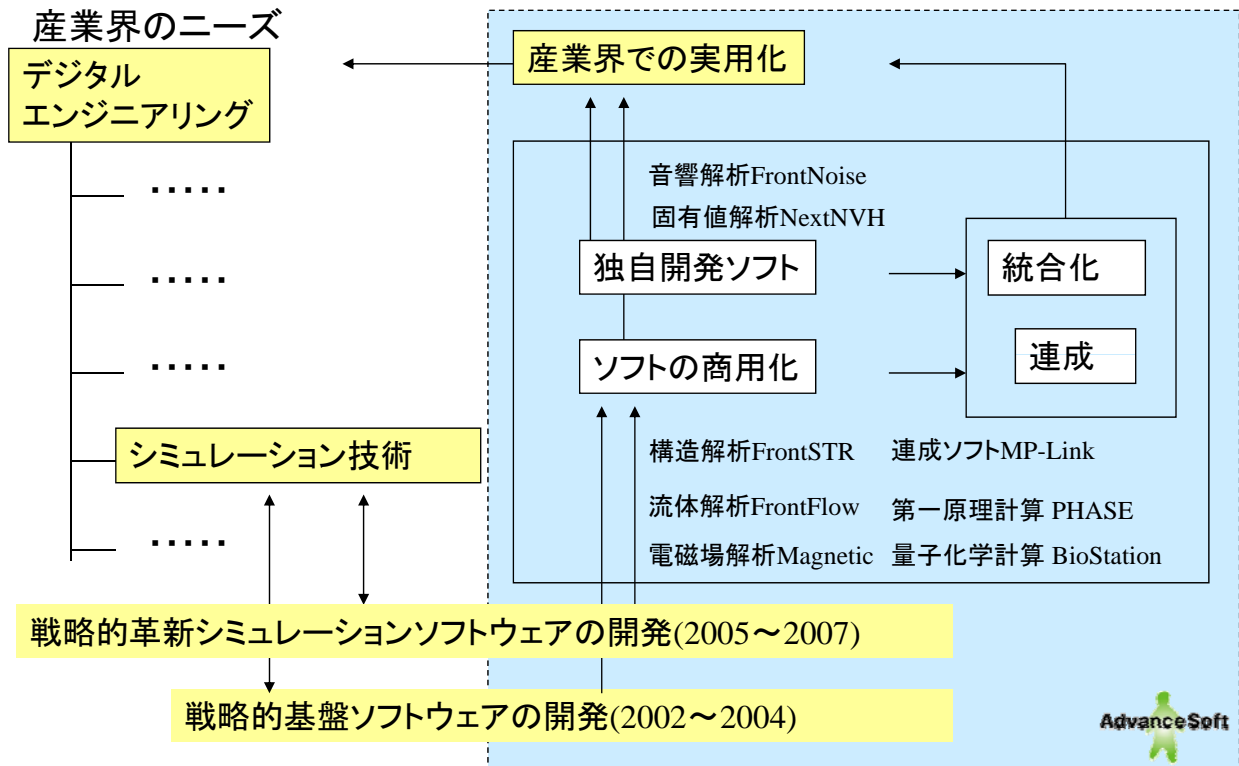 産業界のニーズ
デジタル
エンジニアリング
・・・・・
・・・・・
・・・・・
シミュレーション技術
・・・・・
産業界での実用化
音響解析FrontNoise
固有値解析NextNVH
独自開発ソフト
統合化
ソフトの商用化
連成
構造解析FrontSTR
連成ソフトMP-Link
流体解析FrontFlow
第一原理計算 PHASE
電磁場解析Magnetic
量子化学計算 BioStation
戦略的革新シミュレーションソフトウェアの開発(2005～2007)
戦略的基盤ソフトウェアの開発(2002～2004)
AdvanceSoft